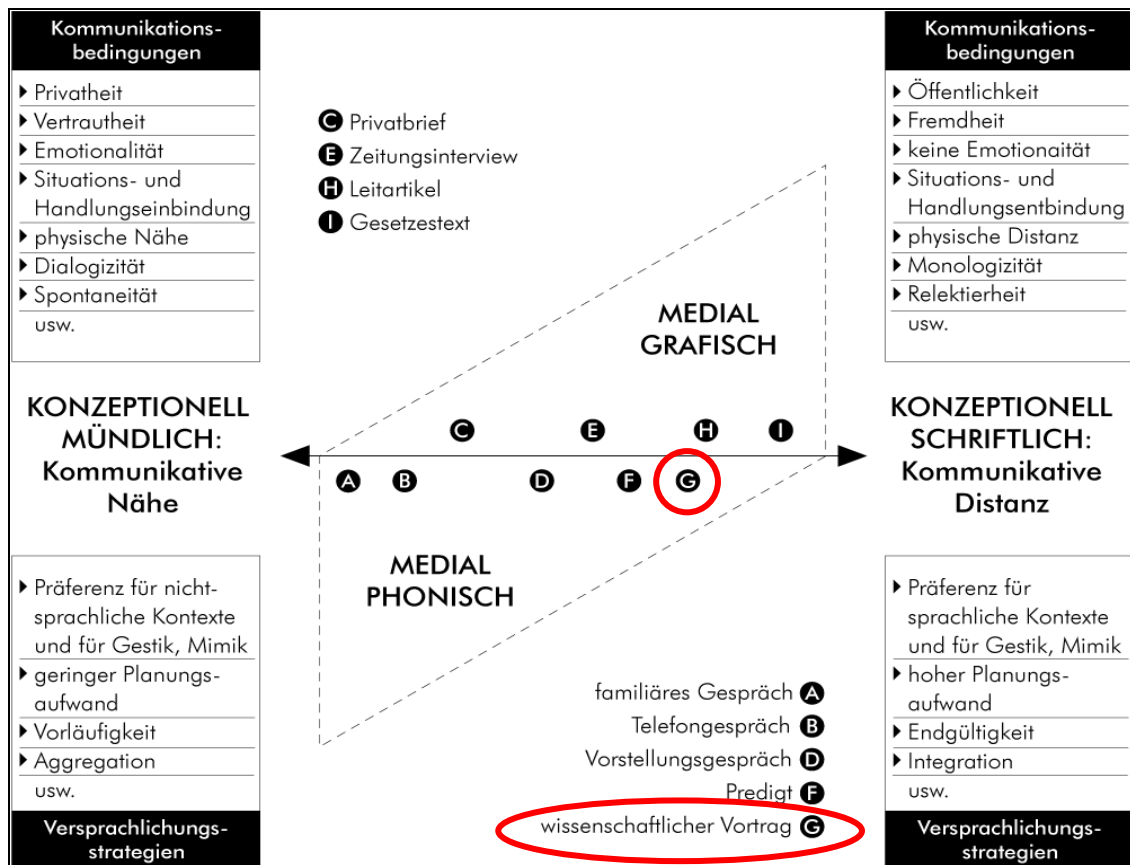 Kommunikations-
bedingungen
Privatheit
Vertrautheit
Emotionalität
Situations- und
Handlungseinbindung
physische Nähe
Dialogizität
Spontaneität
usw.
KONZEPTIONELL
MÜNDLICH:
Kommunikative
Nähe
Präferenz für nicht-
sprachliche Kontexte
und für Gestik, Mimik
geringer Planungs-
aufwand
Vorläufigkeit
Aggregation
usw.
Versprachlichungs-
strategien
C Privatbrief
E Zeitungsinterview
H Leitartikel
I Gesetzestext
MEDIAL
GRAFISCH
C E H I
A B D F G
MEDIAL
PHONISCH
familiäres Gespräch A
Telefongespräch B
Vorstellungsgespräch D
Predigt F
wissenschaftlicher Vortrag G
Kommunikations-
bedingungen
Öffentlichkeit
Fremdheit
keine Emotionaität
Situations- und
Handlungsentbindung
physische Distanz
Monologizität
Relektierheit
usw.
KONZEPTIONELL
SCHRIFTLICH:
Kommunikative
Distanz
Präferenz für
sprachliche Kontexte
und für Gestik, Mimik
hoher Planungs-
aufwand
Endgültigkeit
Integration
usw.
Versprachlichungs-
strategien